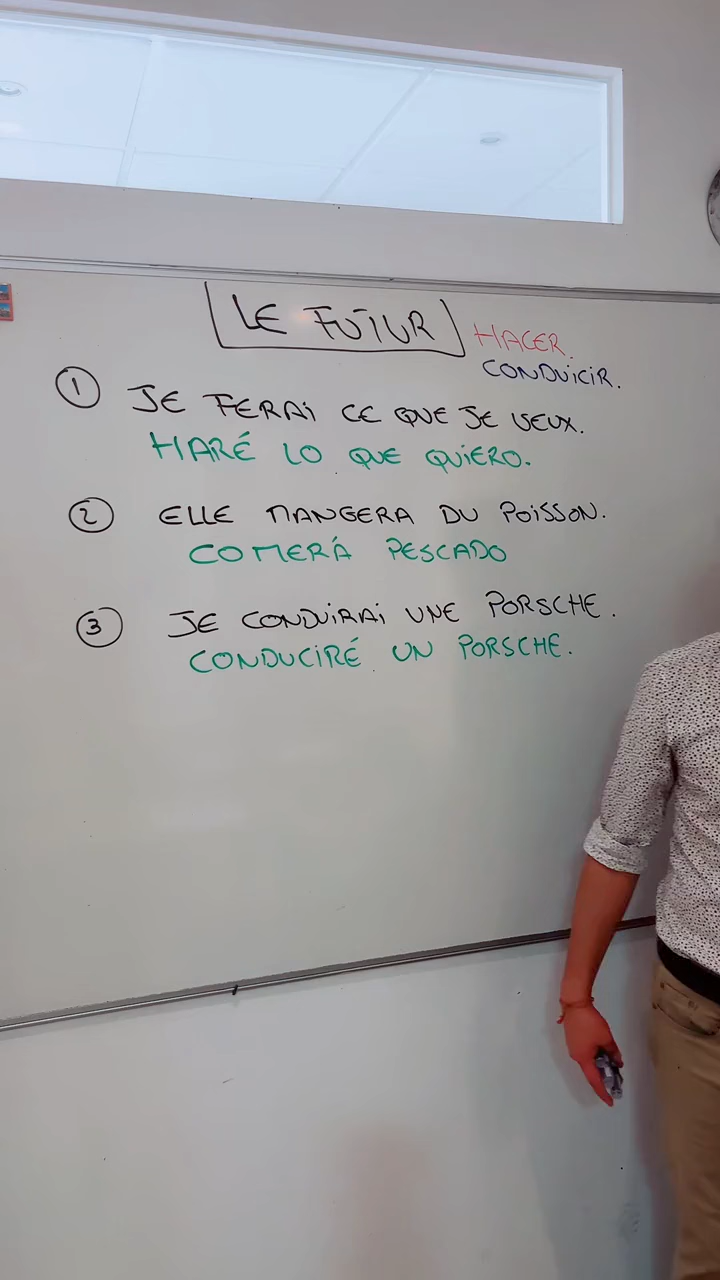 LE FUTUR
HACER.
CONDUICIR.
1 JE FERAI CE QUE JE VEUX.
HARÉ LO QUE QUIERO.
2 ELLE MANGERA DU POISSON.
COMERÁ PESCADO
3 JE CONDUIRAI UNE PORSCHE.
CONDUCIRÉ UN PORSCHE.